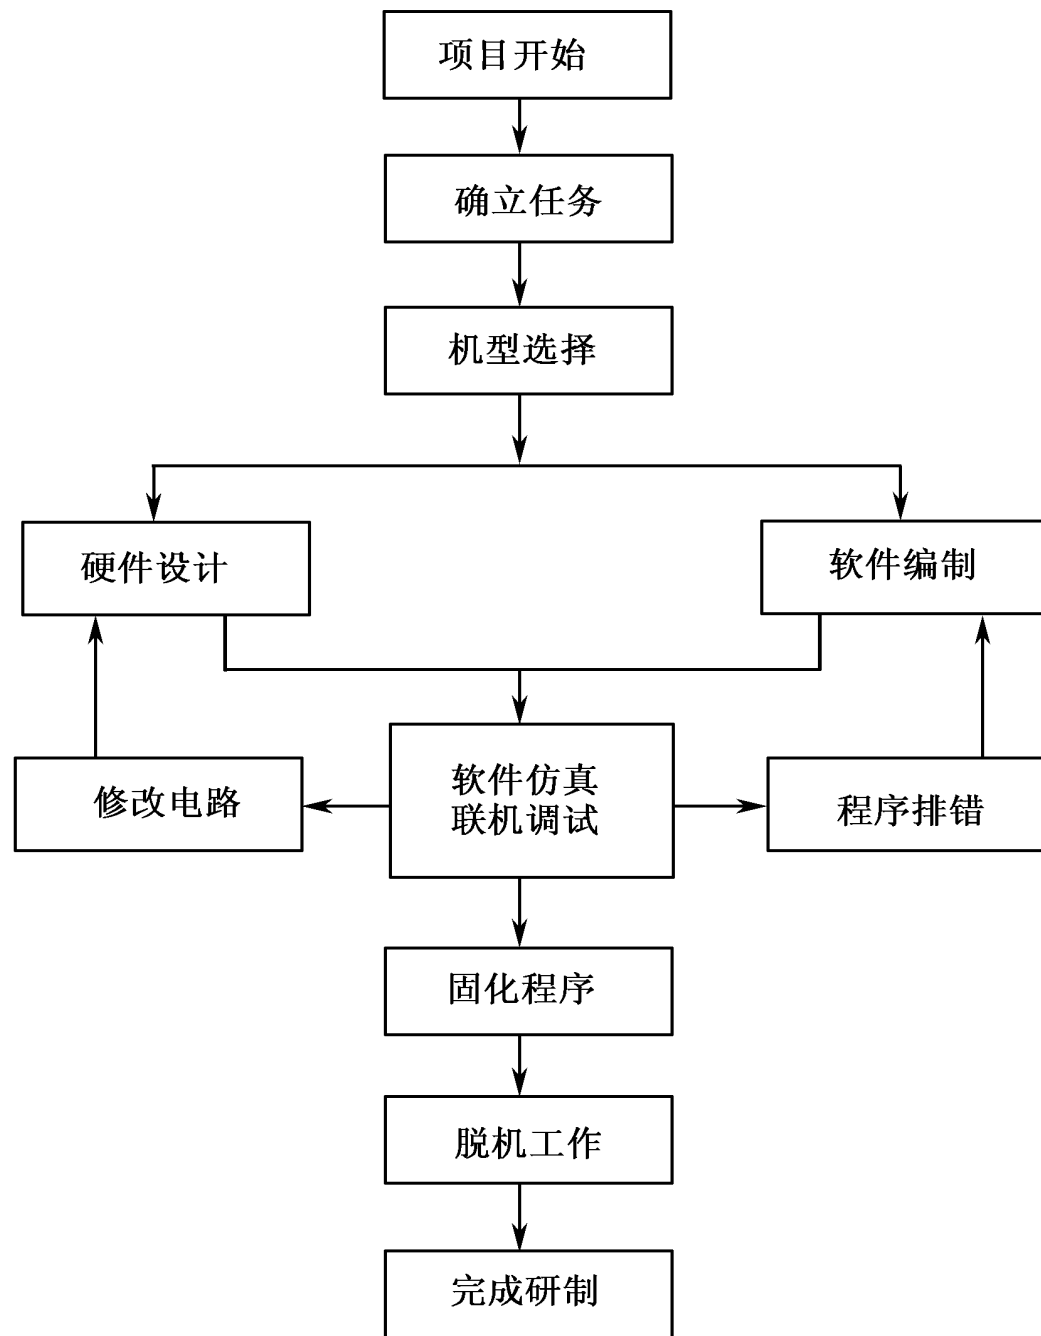 项目开始
确立任务
机型选择
硬件设计
软件编制
修改电路
软件仿真
联机调试
程序排错
固化程序
脱机工作
完成研制